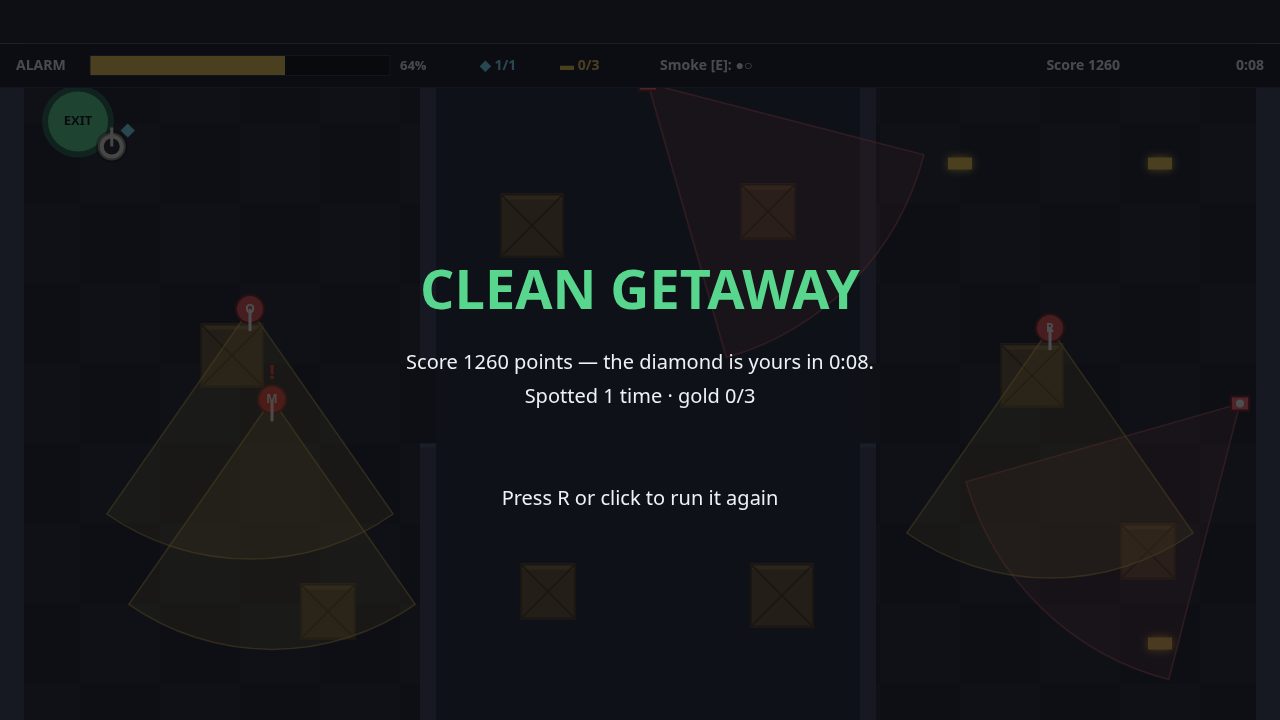 ALARM 64% 1/1 0/3 Smoke [E]: ●○ Score 1260 0:08
EXIT
G
!
M
R
CLEAN GETAWAY
Score 1260 points — the diamond is yours in 0:08.
Spotted 1 time · gold 0/3
Press R or click to run it again